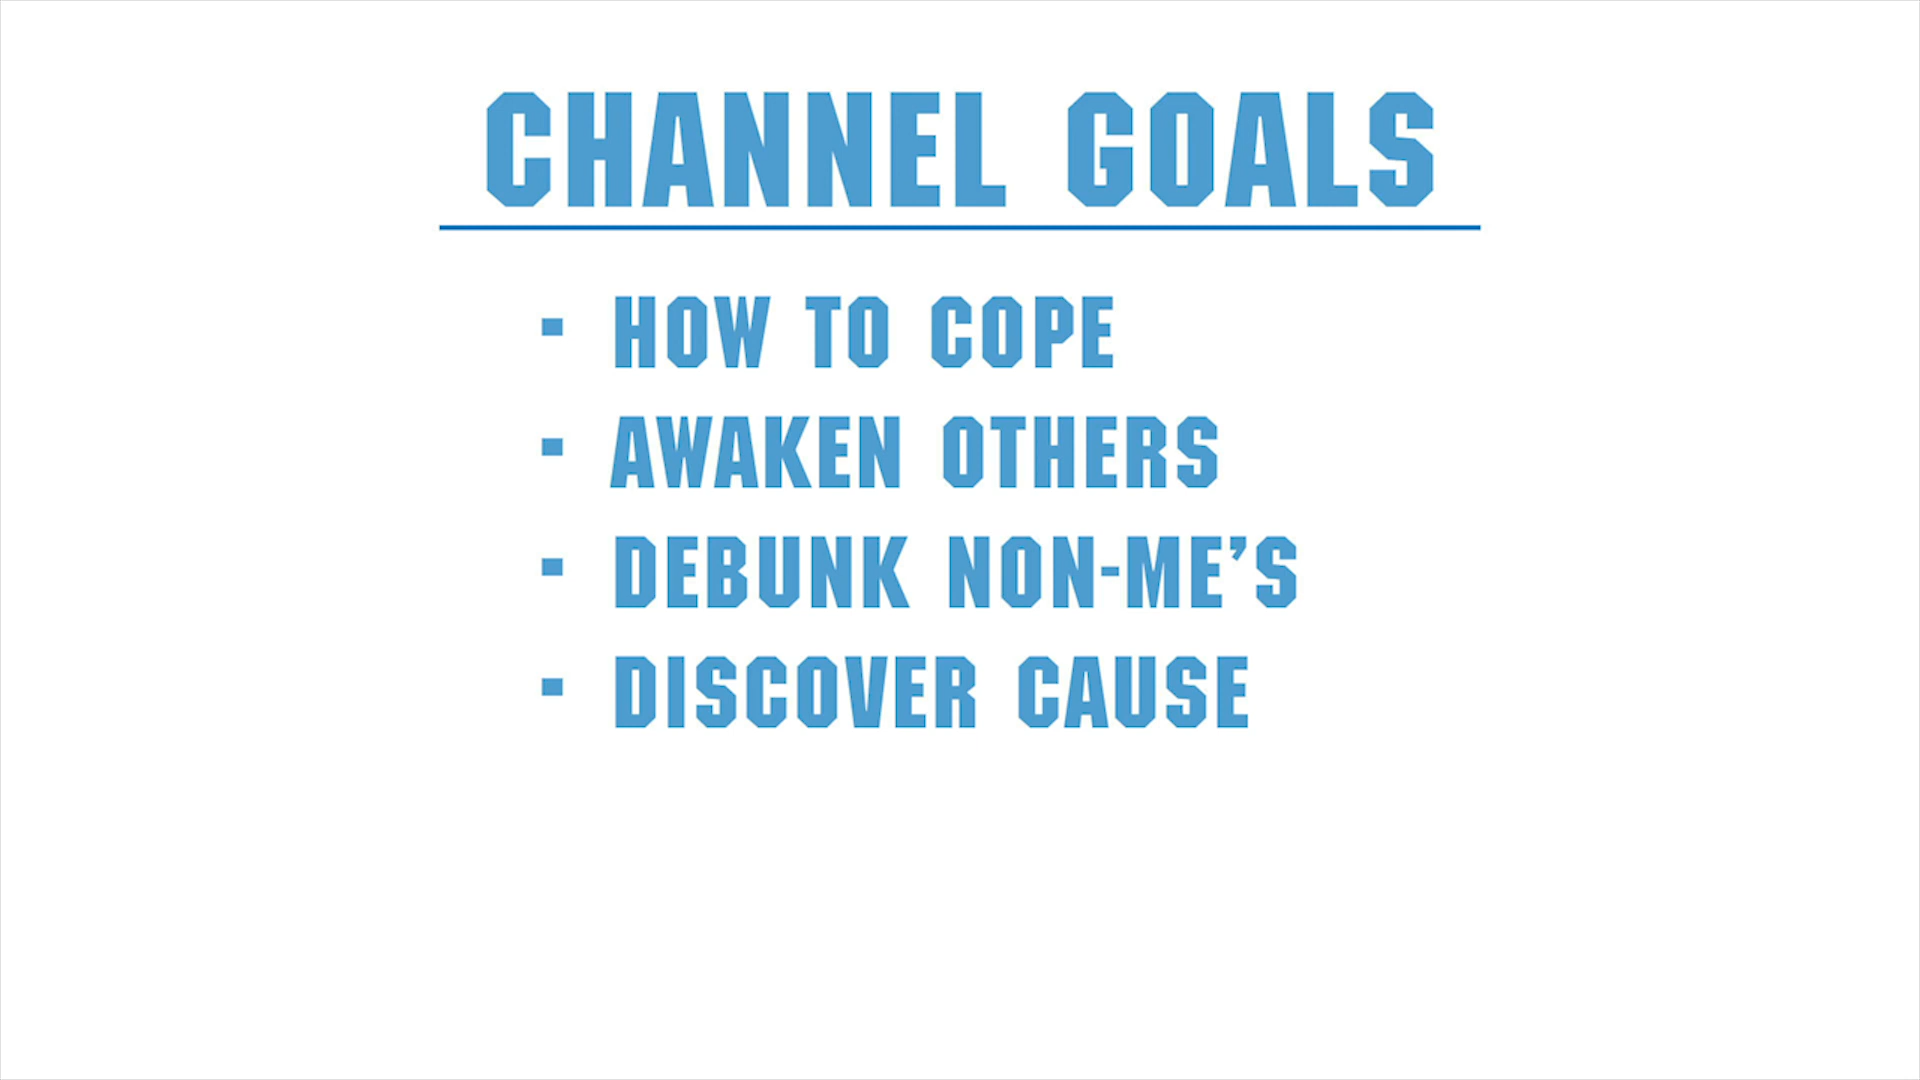 CHANNEL GOALS
- HOW TO COPE
- AWAKEN OTHERS
- DEBUNK NON-ME’S
- DISCOVER CAUSE